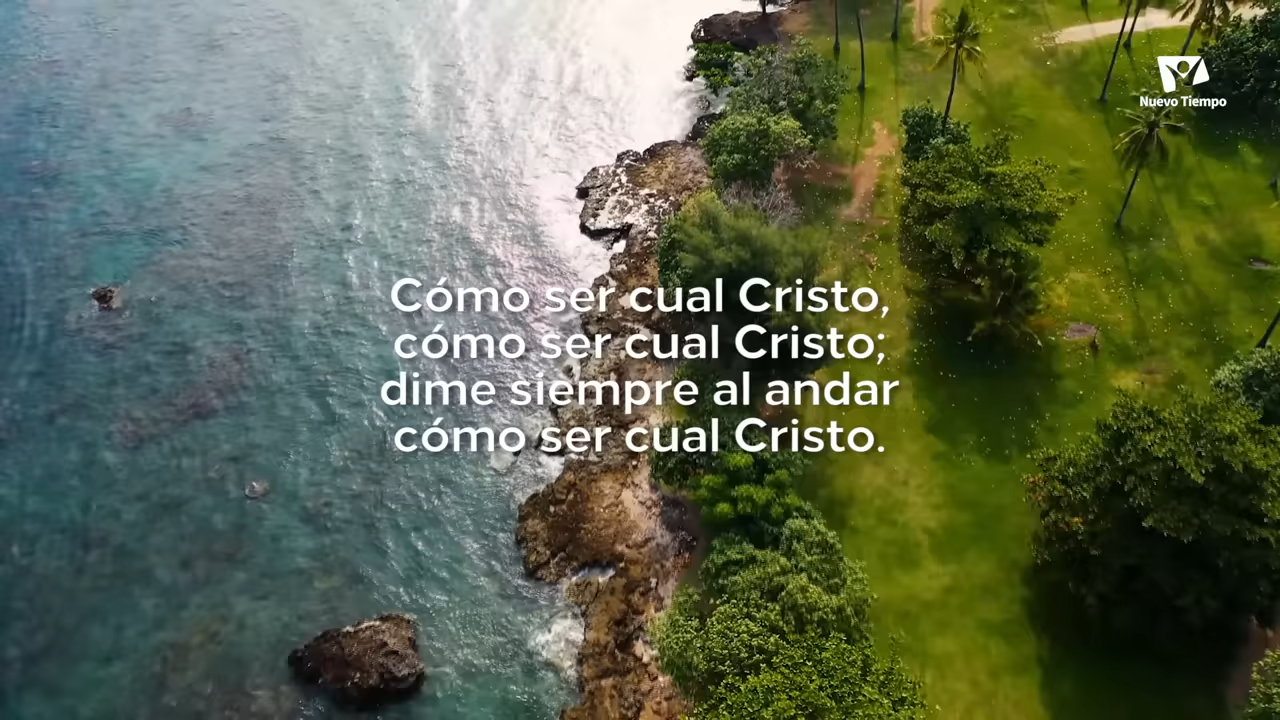 Nuevo Tiempo
Cómo ser cual Cristo,
cómo ser cual Cristo;
dime siempre al andar
cómo ser cual Cristo.